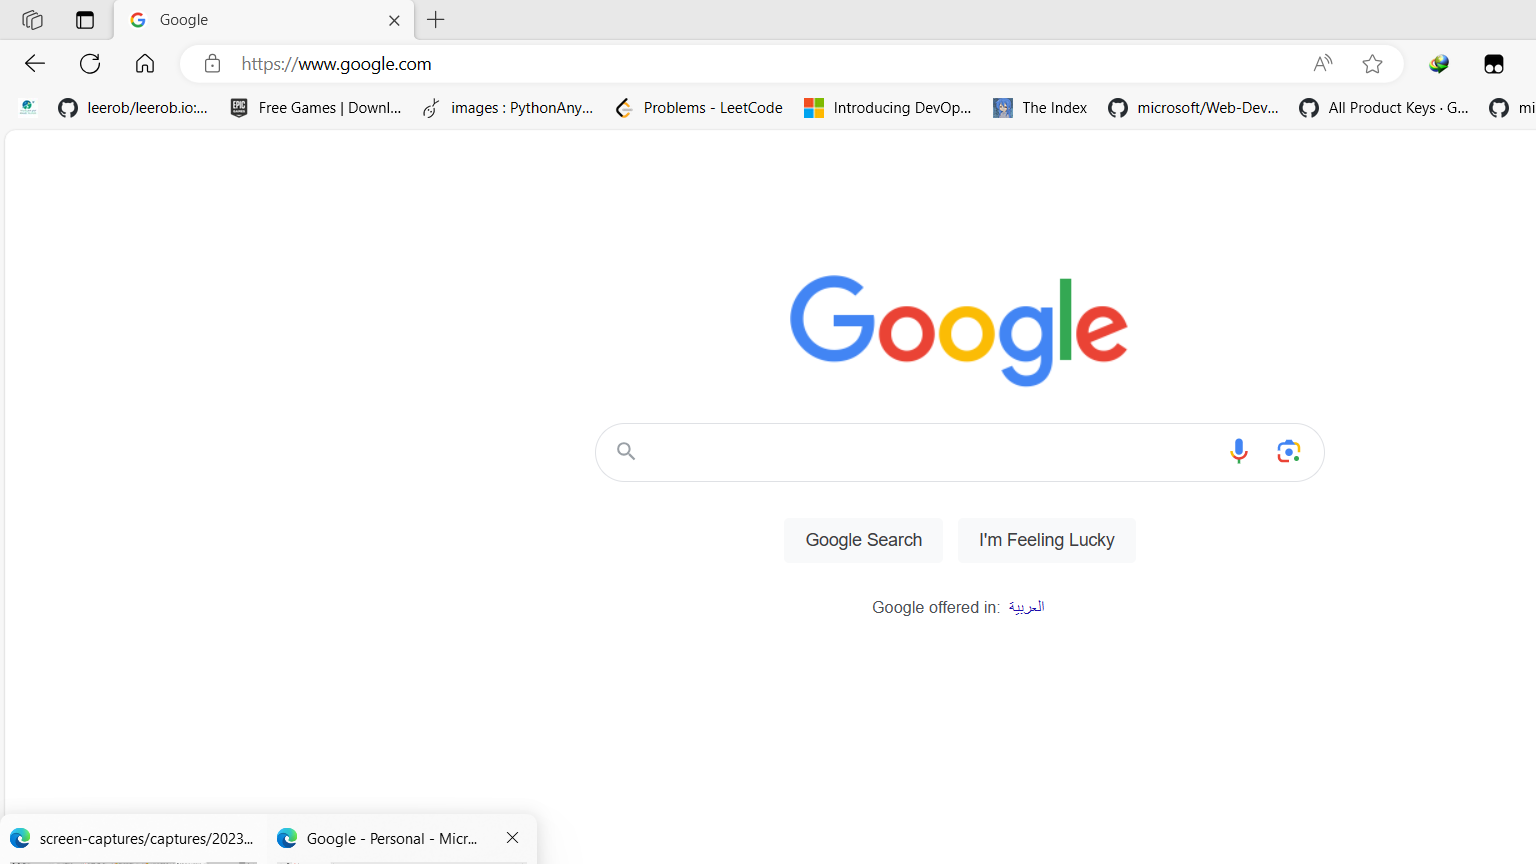 Google
https://www.google.com
leerob/leerob.io:...
EPIC GAMES
Free Games | Downl...
images : PythonAny...
Problems - LeetCode
Introducing DevOp...
The Index
microsoft/Web-Dev...
All Product Keys · G...
mi
Google
Google Search
I'm Feeling Lucky
Google offered in: العربية
screen-captures/captures/2023...
Google - Personal - Micr...